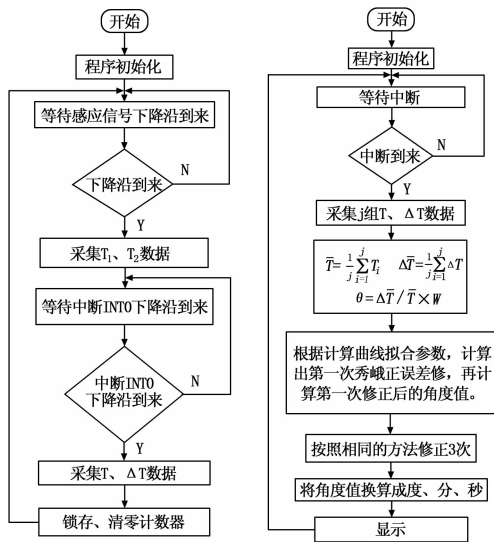 开始
程序初始化
等待感应信号下降沿到来
下降沿到来
N
Y
采集T₁、T₂数据
等待中断INTO下降沿到来
中断INTO
下降沿到来
N
Y
采集T、ΔT数据
锁存、清零计数器
开始
程序初始化
等待中断
中断到来
N
Y
采集j组T、ΔT数据
T̅=1/j ∑_{i=1}^{j} T_i ΔT̅=1/j ∑_{i=1}^{j} ΔT
θ=ΔT̅/T̅×W
根据计算曲线拟合参数，计算
出第一次秀峨正误差修，再计
算第一次修正后的角度值。
按照相同的方法修正3次
将角度值换算成度、分、秒
显示